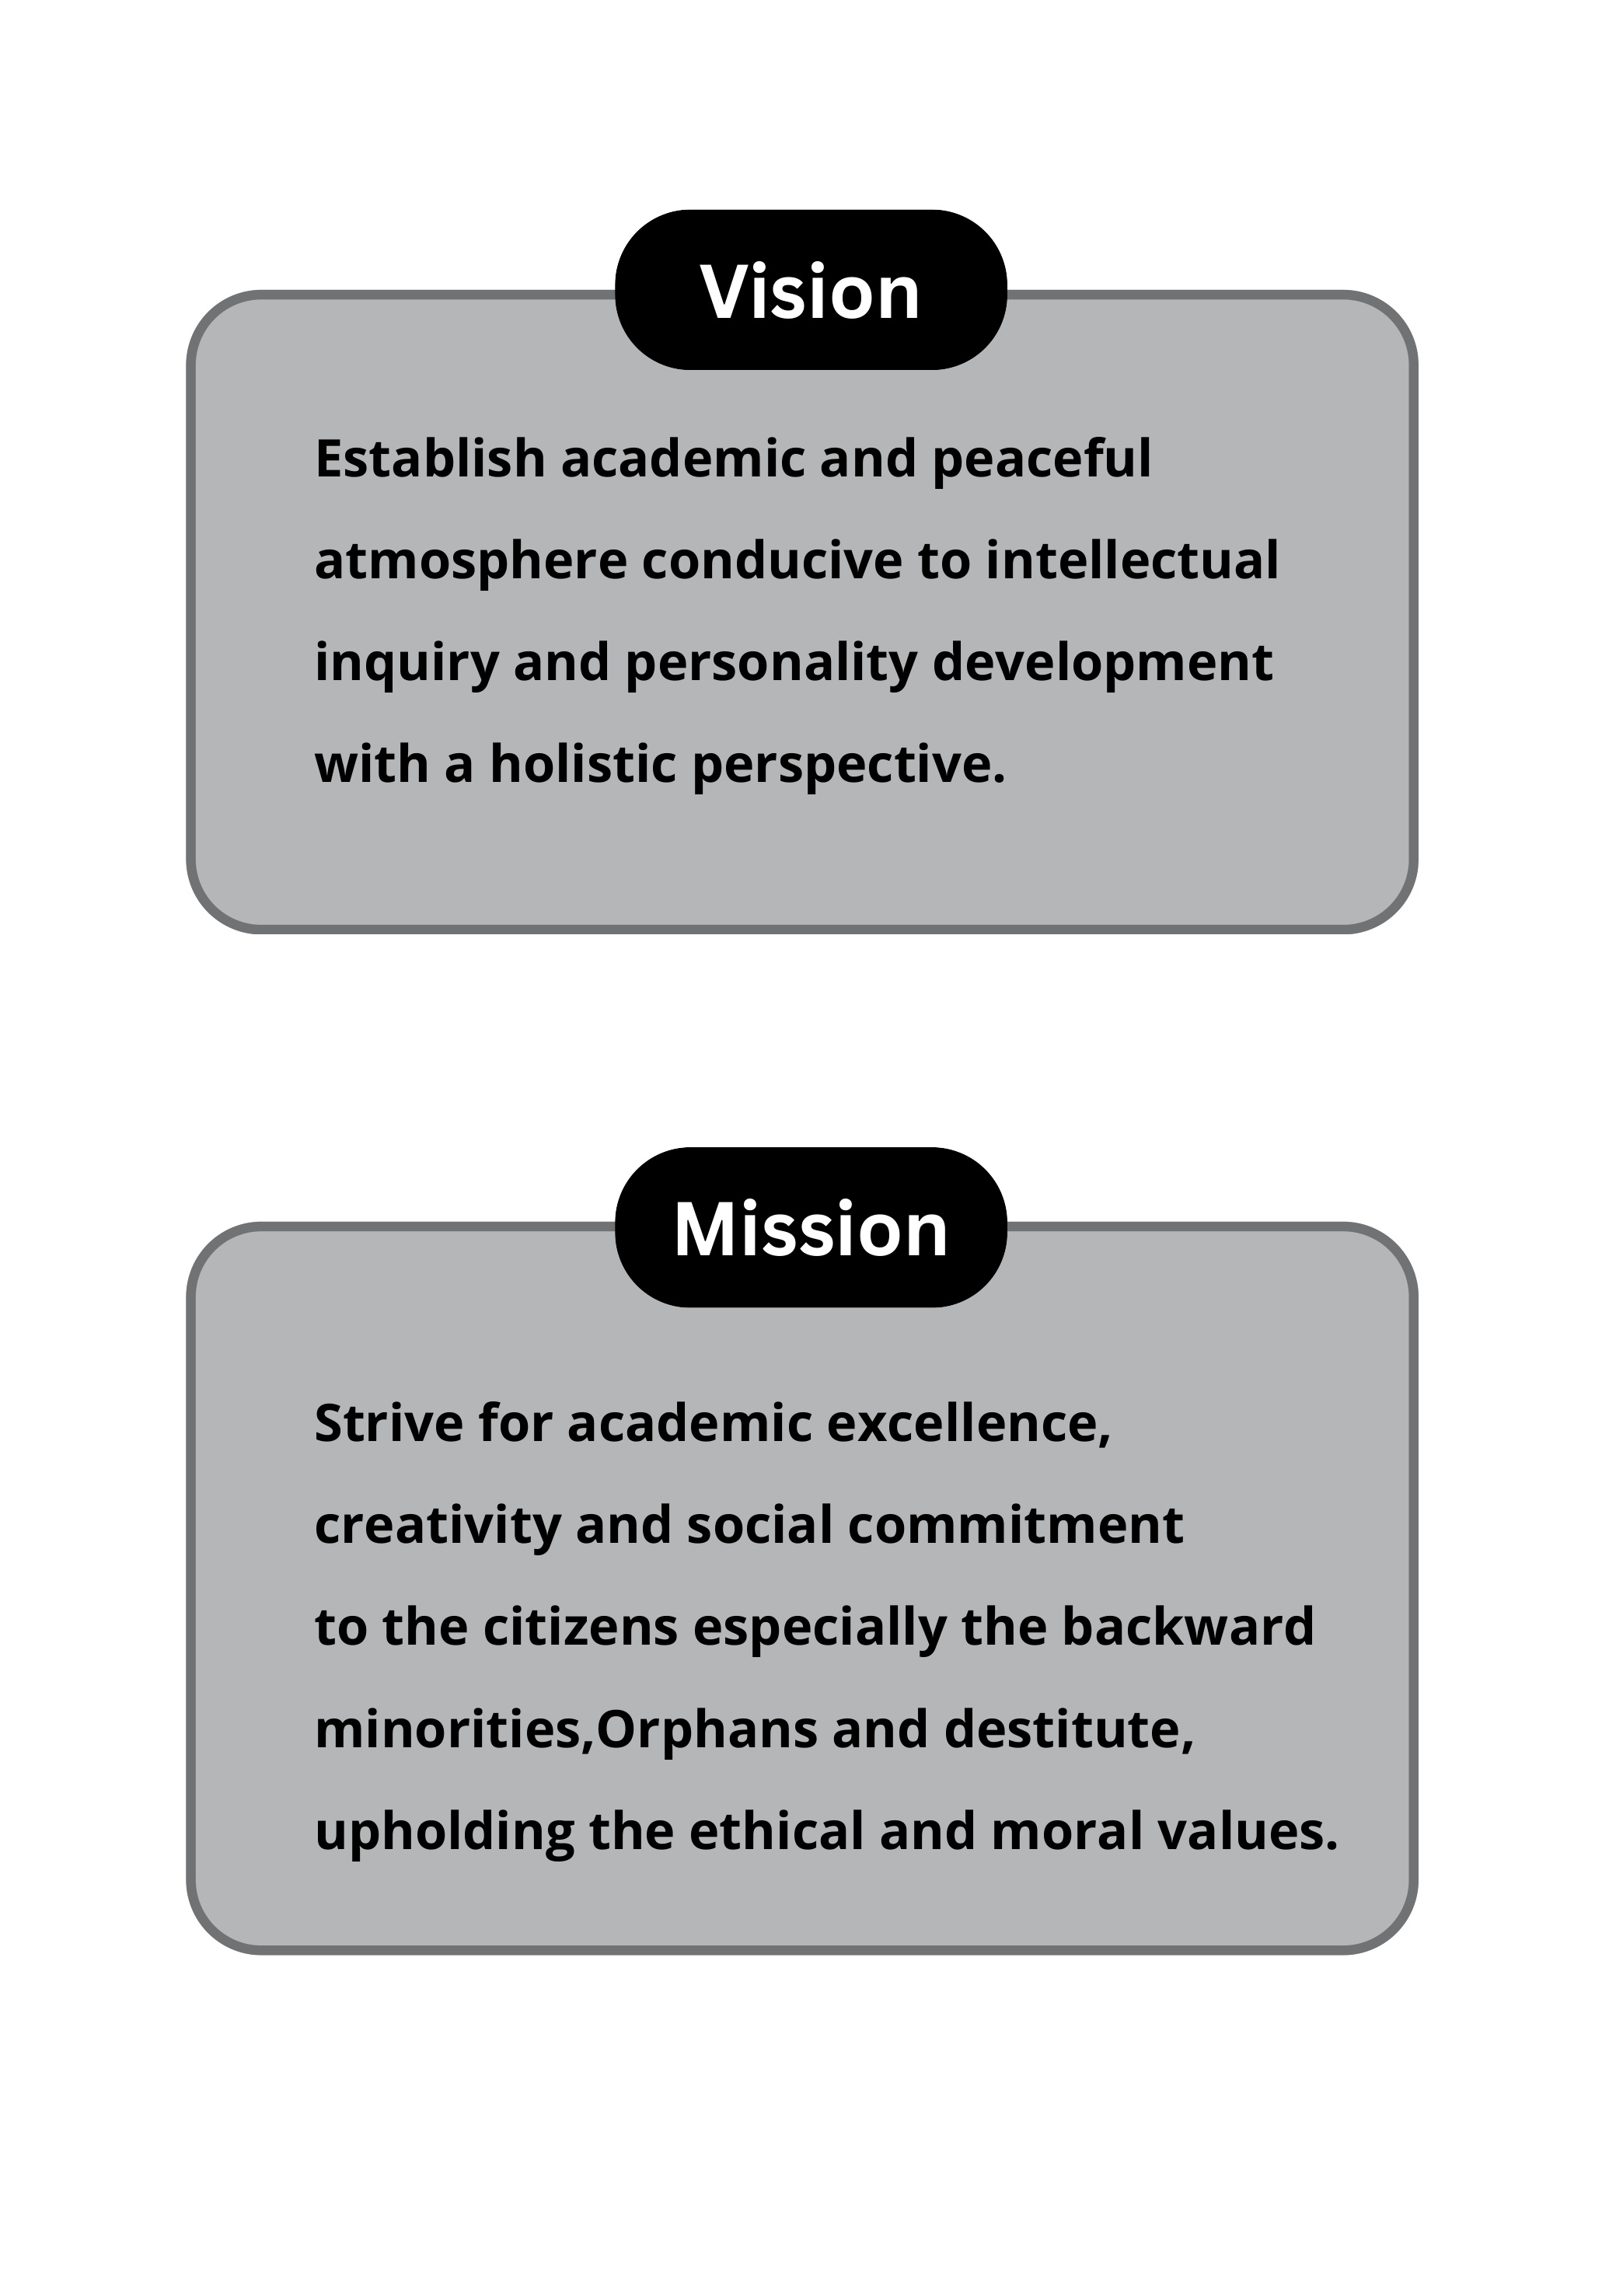 Vision
Establish academic and peaceful
atmosphere conducive to intellectual
inquiry and personality development
with a holistic perspective.
Mission
Strive for academic excellence,
creativity and social commitment
to the citizens especially the backward
minorities,Orphans and destitute,
upholding the ethical and moral values.